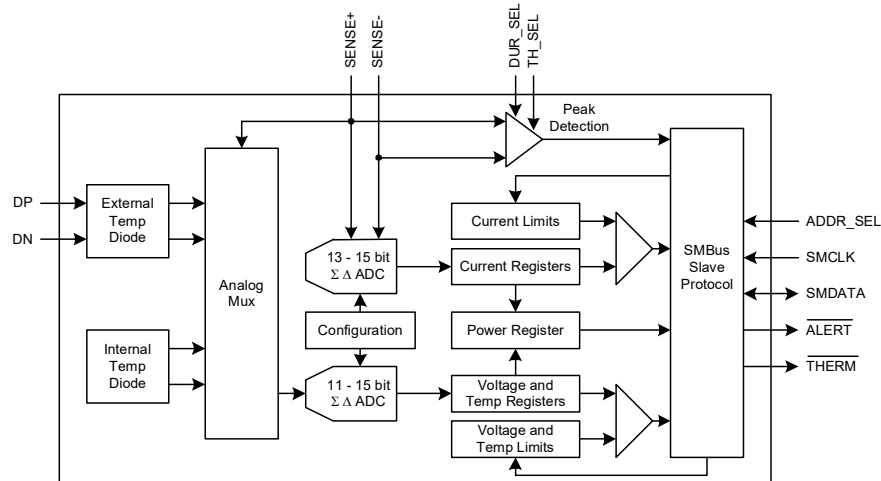 SENSE+
SENSE-
DUR_SEL
TH_SEL
Peak
Detection
DP
DN
External
Temp
Diode
Internal
Temp
Diode
Analog
Mux
13 - 15 bit
Σ Δ ADC
Configuration
11 - 15 bit
Σ Δ ADC
Current Limits
Current Registers
Power Register
Voltage and
Temp Registers
Voltage and
Temp Limits
SMBus
Slave
Protocol
ADDR_SEL
SMCLK
SMDATA
ALERT
THERM